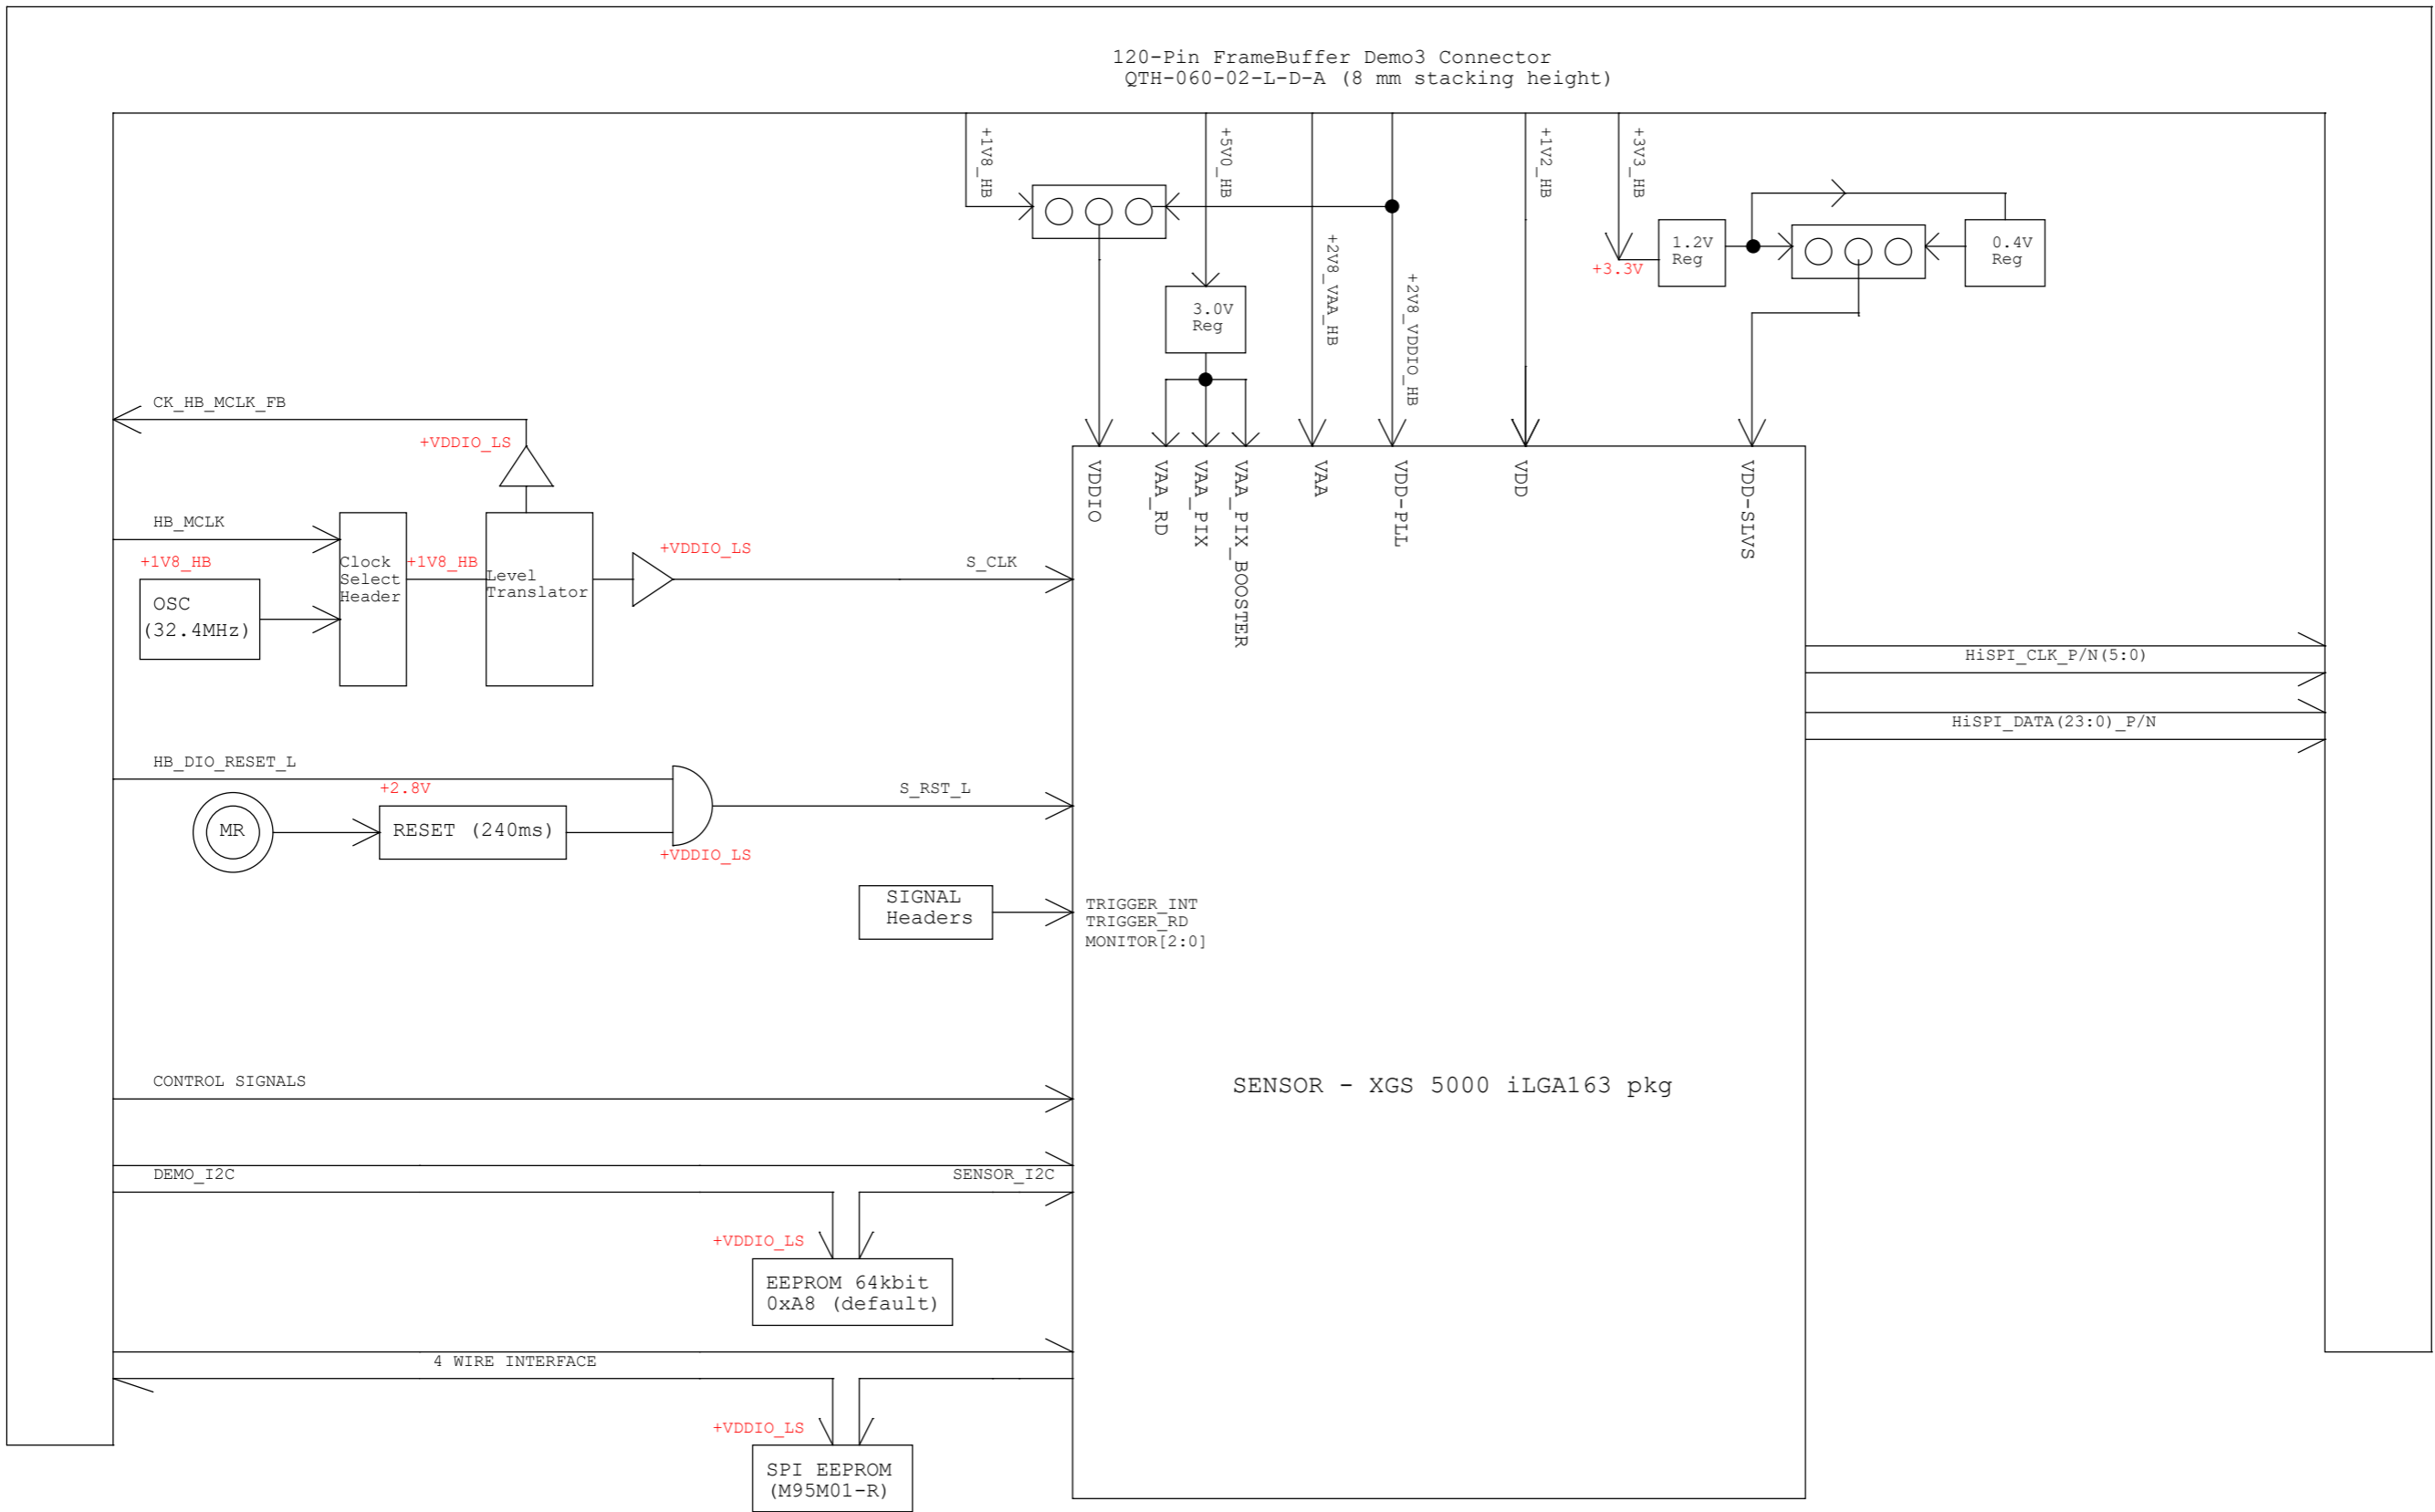 120-Pin FrameBuffer Demo3 Connector
QTH-060-02-L-D-A (8 mm stacking height)
+1V8_HB
+5V0_HB
+2V8_VAA_HB
+2V8_VDDIO_HB
+1V2_HB
+3V3_HB
+3.3V
1.2V
Reg
0.4V
Reg
3.0V
Reg
CK_HB_MCLK_FB
+VDDIO_LS
HB_MCLK
+1V8_HB
OSC
(32.4MHz)
Clock
Select
Header
+1V8_HB
Level
Translator
+VDDIO_LS
S_CLK
VDDIO
VAA_RD
VAA_PIX
VAA_PIX_BOOSTER
VAA
VDD-PLL
VDD
VDD-SLVS
HiSPI_CLK_P/N(5:0)
HiSPI_DATA(23:0)_P/N
HB_DIO_RESET_L
+2.8V
MR
RESET (240ms)
+VDDIO_LS
S_RST_L
SIGNAL
Headers
TRIGGER_INT
TRIGGER_RD
MONITOR[2:0]
CONTROL SIGNALS
SENSOR - XGS 5000 iLGA163 pkg
DEMO_I2C
SENSOR_I2C
+VDDIO_LS
EEPROM 64kbit
0xA8 (default)
4 WIRE INTERFACE
+VDDIO_LS
SPI EEPROM
(M95M01-R)